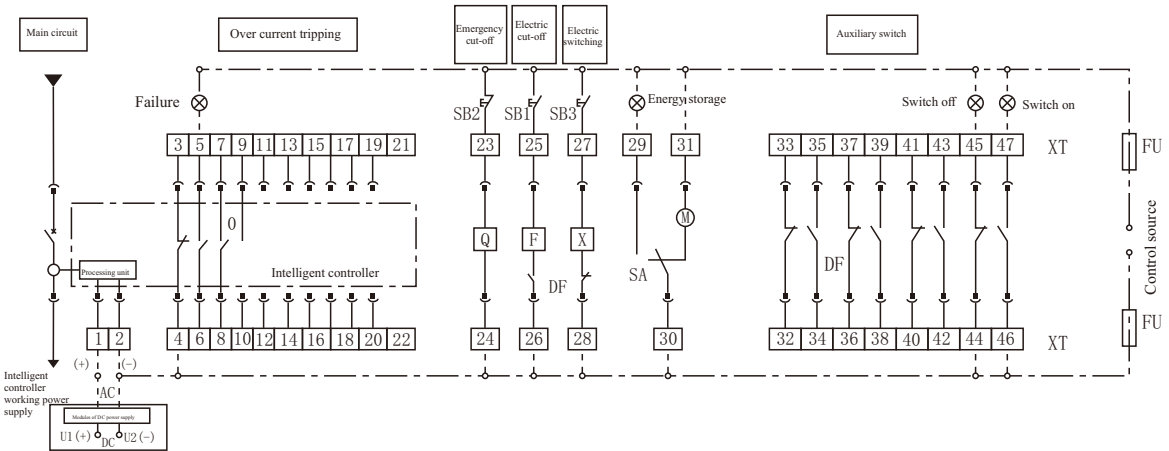 Main circuit
Over current tripping
Emergency
cut-off
Electric
cut-off
Electric
switching
Auxiliary switch
Failure
SB2
SB1
SB3
Energy storage
Switch off
Switch on
3 5 7 9 11 13 15 17 19 21
23
25
27
29
31
33 35 37 39 41 43 45 47
XT
FU
O
Q
F
X
M
Processing unit
Intelligent controller
DF
SA
DF
Control source
1 2
4 6 8 10 12 14 16 18 20 22
24
26
28
30
32 34 36 38 40 42 44 46
XT
FU
(+)
(-)
Intelligent
controller
working power
supply
AC
Modulas of DC power supply
U1 (+) DC U2 (-)